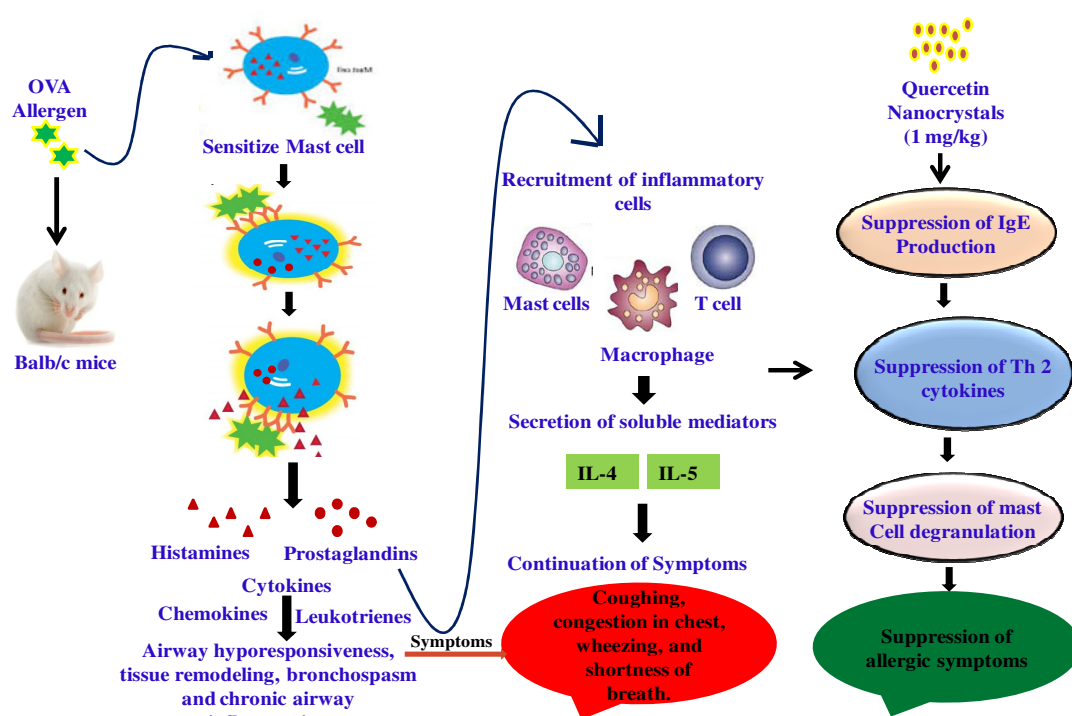 OVA
Allergen
Balb/c mice
Sensitize Mast cell
Histamines
Prostaglandins
Cytokines
Chemokines
Leukotrienes
Airway hyporesponsiveness,
tissue remodeling, bronchospasm
and chronic airway
Symptoms
Recruitment of inflammatory
cells
Mast cells
T cell
Macrophage
Secretion of soluble mediators
IL-4
IL-5
Continuation of Symptoms
Coughing,
congestion in chest,
wheezing, and
shortness of
breath.
Quercetin
Nanocrystals
(1 mg/kg)
Suppression of IgE
Production
Suppression of Th 2
cytokines
Suppression of mast
Cell degranulation
Suppression of
allergic symptoms